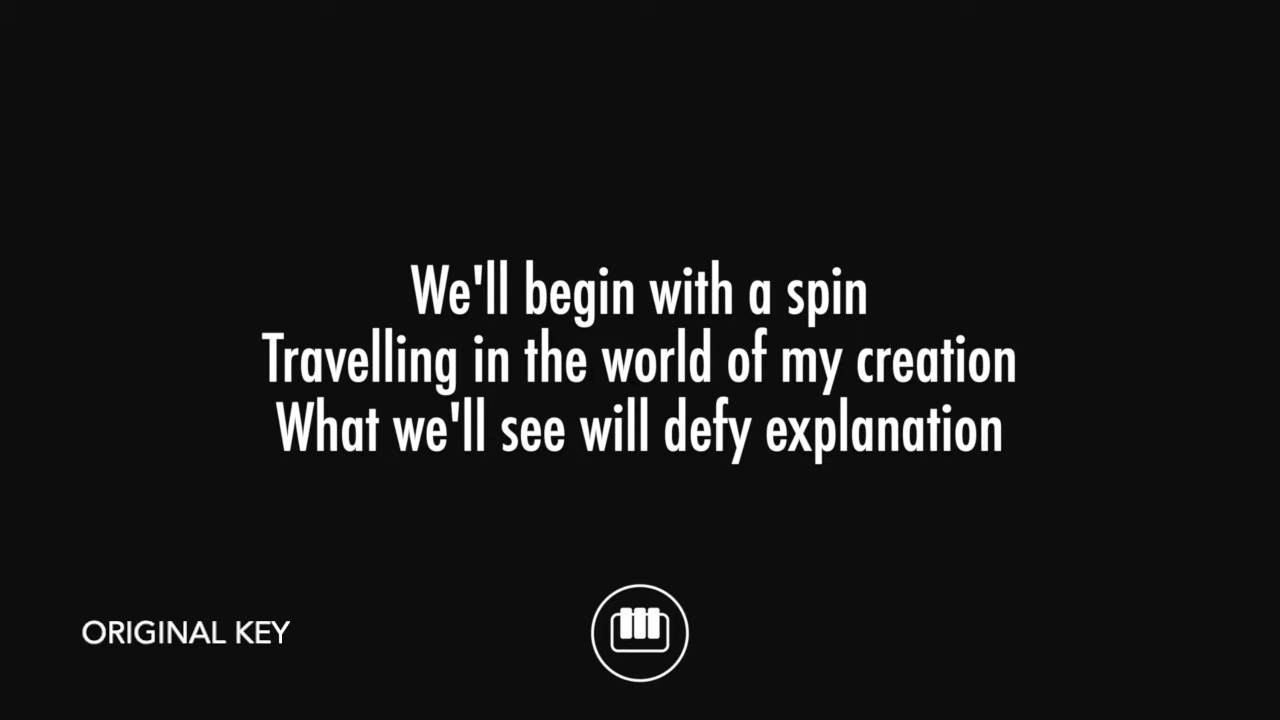 We'll begin with a spin
Travelling in the world of my creation
What we'll see will defy explanation
ORIGINAL KEY